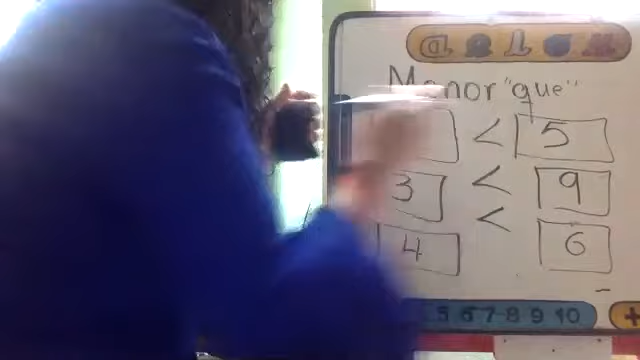 Menor "que"
< 5
3 < 9
4 < 6
5 6 7 8 9 10 +